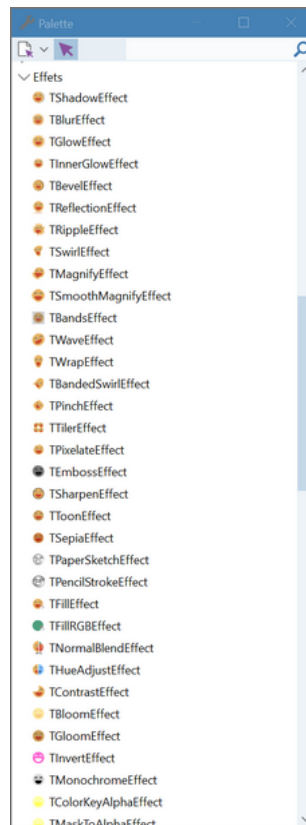 Palette
Effets
TShadowEffect
TBlurEffect
TGlowEffect
TInnerGlowEffect
TBevelEffect
TReflectionEffect
TRippleEffect
TSwirlEffect
TMagnifyEffect
TSmoothMagnifyEffect
TBandsEffect
TWaveEffect
TWrapEffect
TBandedSwirlEffect
TPinchEffect
TTilerEffect
TPixelateEffect
TEmbossEffect
TSharpenEffect
TToonEffect
TSepiaEffect
TPaperSketchEffect
TPencilStrokeEffect
TFillEffect
TFillRGBEffect
TNormalBlendEffect
THueAdjustEffect
TContrastEffect
TBloomEffect
TGloomEffect
TInvertEffect
TMonochromeEffect
TColorKeyAlphaEffect
TMaskToAlphaEffect